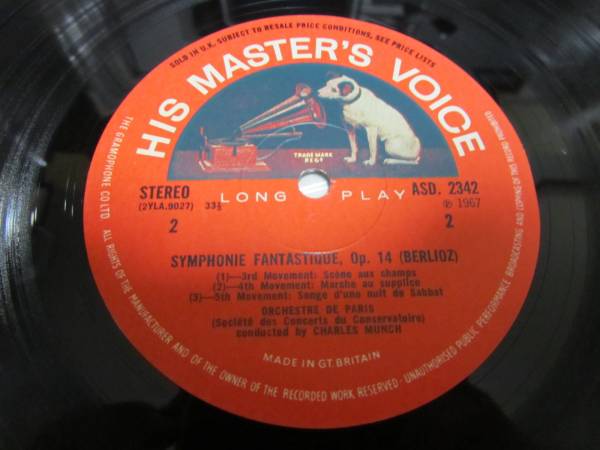 SOLD IN U.K. SUBJECT TO RESALE PRICE CONDITIONS, SEE PRICE LISTS
HIS MASTER'S VOICE
TRADE MARK
REGD
STEREO
(2YLA.9027) 33⅓
2
LONG PLAY
ASD. 2342
℗ 1967
2
SYMPHONIE FANTASTIQUE, Op. 14 (BERLIOZ)
(1)—3rd Movement: Scène aux champs
(2)—4th Movement: Marche au supplice
(3)—5th Movement: Songe d'une nuit de Sabbat
ORCHESTRE DE PARIS
(Société des Concerts du Conservatoire)
conducted by CHARLES MUNCH
MADE IN GT. BRITAIN
THE GRAMOPHONE CO LTD. ALL RIGHTS OF THE MANUFACTURER AND OF THE OWNER OF THE RECORDED WORK RESERVED · UNAUTHORISED PUBLIC PERFORMANCE BROADCASTING AND COPYING OF THIS RECORD PROHIBITED